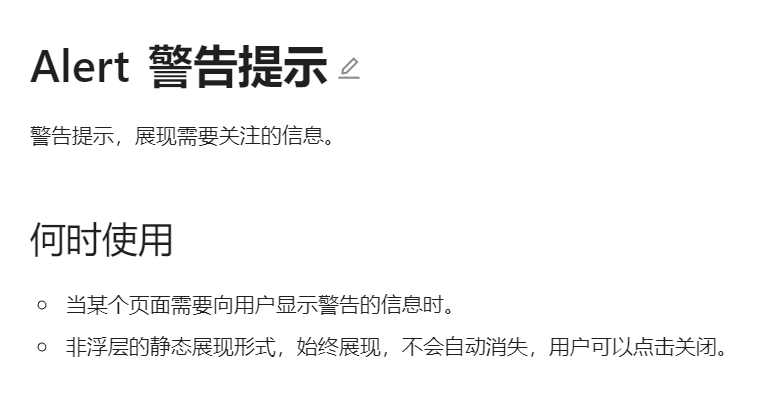 Alert 警告提示
警告提示，展现需要关注的信息。
何时使用
当某个页面需要向用户显示警告的信息时。
非浮层的静态展现形式，始终展现，不会自动消失，用户可以点击关闭。